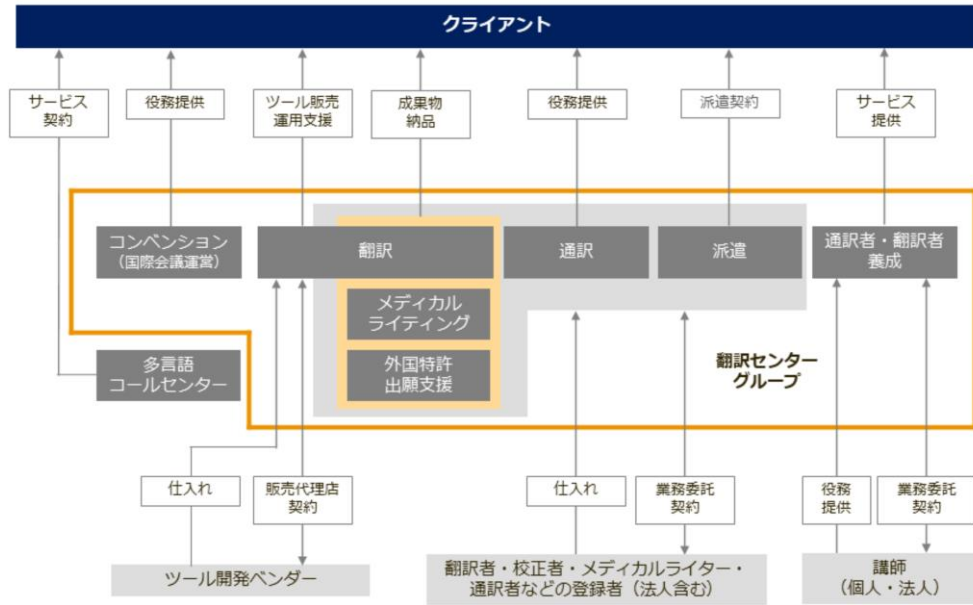 クライアント
サービス
契約
役務提供
ツール販売
運用支援
成果物
納品
役務提供
派遣契約
サービス
提供
コンベンション
（国際会議運営）
翻訳
通訳
派遣
通訳者・翻訳者
養成
メディカル
ライティング
多言語
コールセンター
外国特許
出願支援
翻訳センター
グループ
仕入れ
販売代理店
契約
仕入れ
業務委託
契約
役務
提供
業務委託
契約
ツール開発ベンダー
翻訳者・校正者・メディカルライター・
通訳者などの登録者（法人含む）
講師
（個人・法人）